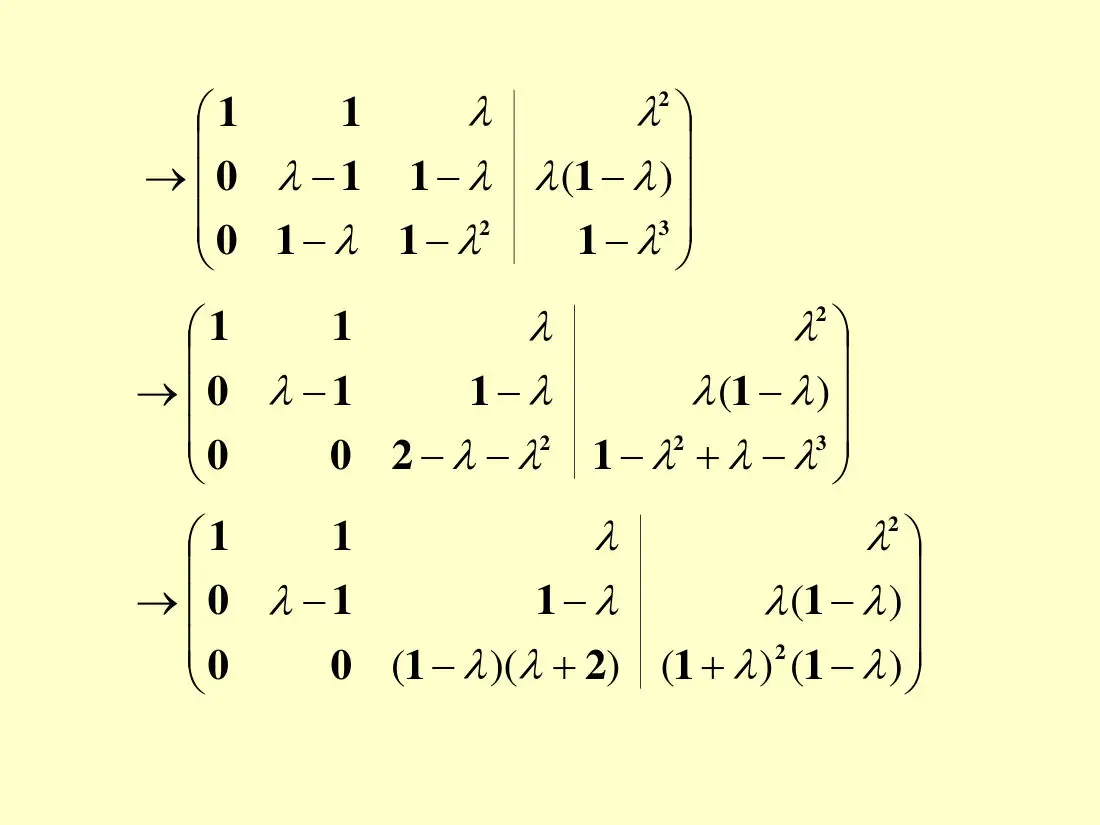 1 1 λ λ²
→ 0 λ − 1 1 − λ λ(1 − λ)
0 1 − λ 1 − λ² 1 − λ³
1 1 λ λ²
→ 0 λ − 1 1 − λ λ(1 − λ)
0 0 2 − λ − λ² 1 − λ² + λ − λ³
1 1 λ λ²
→ 0 λ − 1 1 − λ λ(1 − λ)
0 0 (1 − λ)(λ + 2) (1 + λ)²(1 − λ)